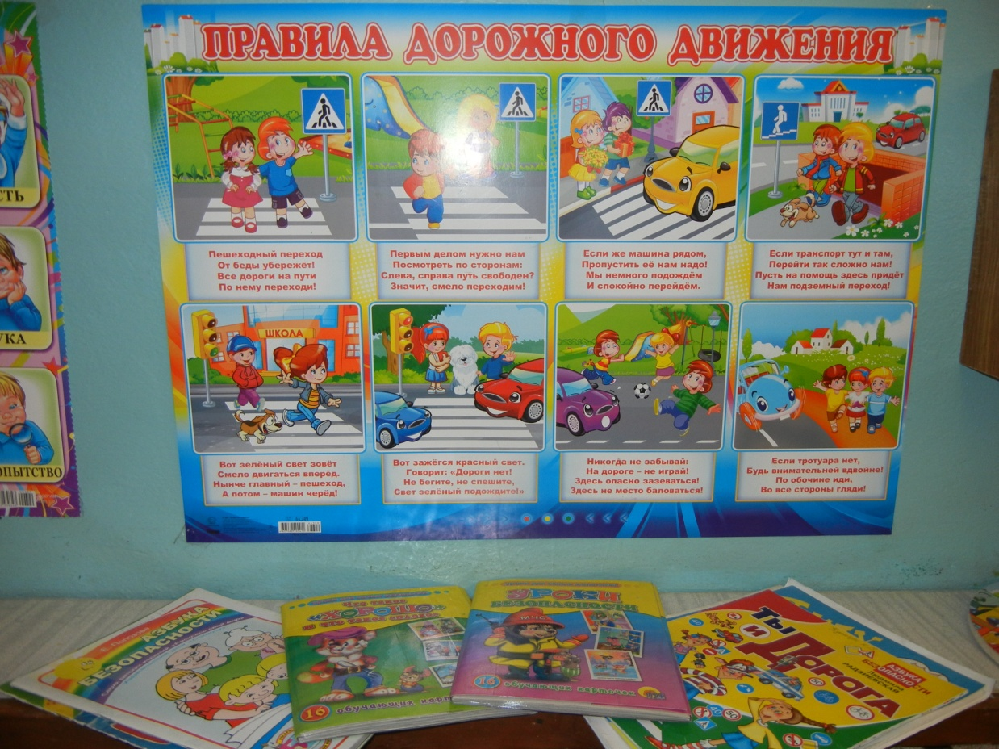 ПРАВИЛА ДОРОЖНОГО ДВИЖЕНИЯ
Пешеходный переход
От беды убережёт!
Все дороги на пути
По нему переходи!
Первым делом нужно нам
Посмотреть по сторонам:
Слева, справа путь свободен?
Значит, смело переходим!
Если же машина рядом,
Пропустить её нам надо!
Мы немного подождём
И спокойно перейдём.
Если транспорт тут и там,
Перейти так сложно нам!
Пусть на помощь здесь придёт
Нам подземный переход!
ШКОЛА
Вот зелёный свет зовёт
Смело двигаться вперёд.
Нынче главный – пешеход,
А потом – машин черёд!
Вот зажёгся красный свет.
Говорит: «Дороги нет!
Не бегите, не спешите,
Свет зелёный подождите!»
Никогда не забывай:
На дороге – не играй!
Здесь опасно зазеваться!
Здесь не место баловаться!
Если тротуара нет,
Будь внимательней вдвойне!
По обочине иди,
Во все стороны гляди!
СТЬ
УКА
ОПЫТСТВО
АЗБУКА
БЕЗОПАСНОСТИ
ЧТО ТАКОЕ
«ХОРОШО»
И ЧТО ТАКОЕ
16 обучающих
УРОКИ
БЕЗОПАСНОСТИ
МЧС
16 обучающих карточек
ТЫ
И
ДОРОГА
АЗБУКА
БЕЗОПАСНОСТИ